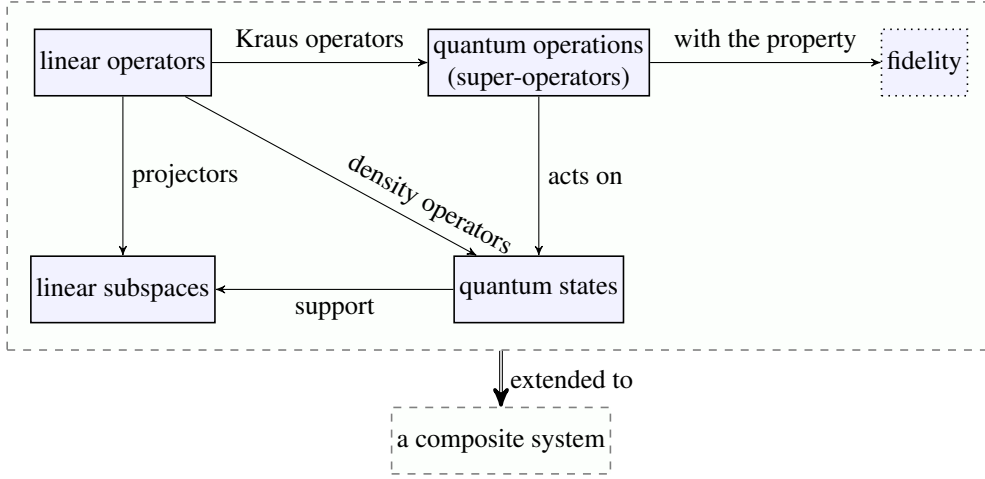 Kraus operators
with the property
linear operators
quantum operations
(super-operators)
fidelity
projectors
density operators
acts on
linear subspaces
support
quantum states
extended to
a composite system